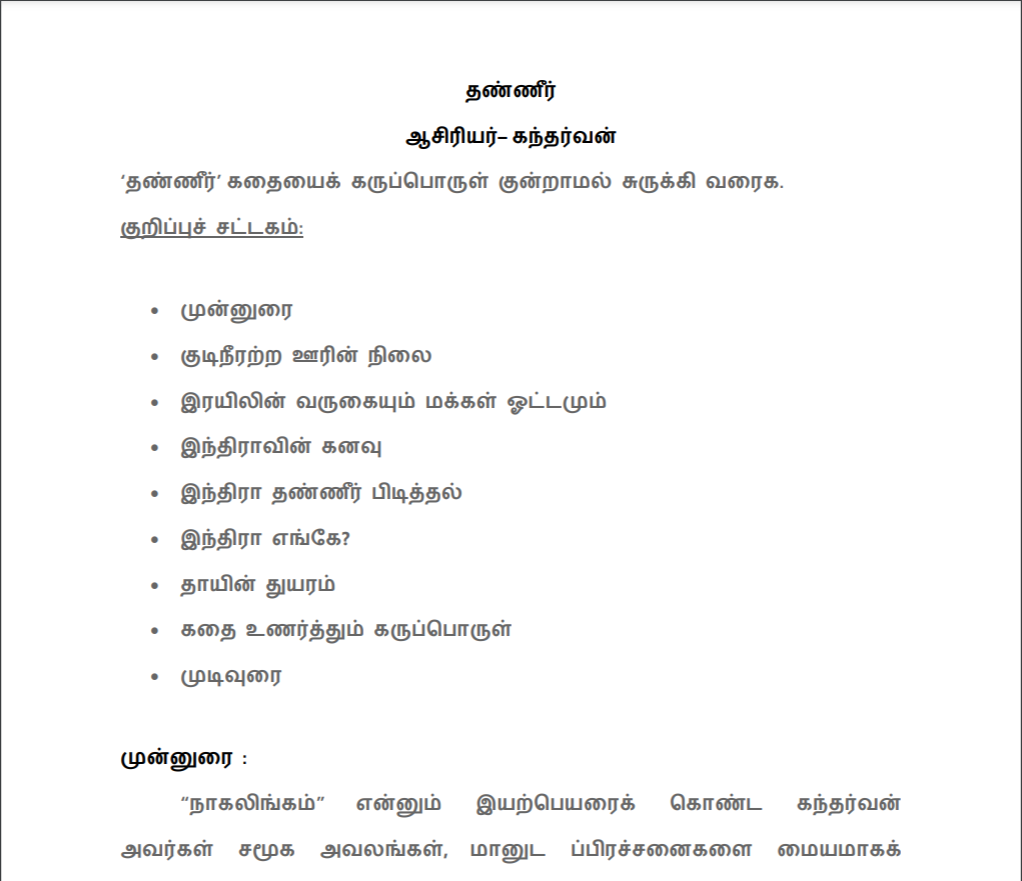 தண்ணீர்
ஆசிரியர்– கந்தர்வன்
‘தண்ணீர்’ கதையைக் கருப்பொருள் குன்றாமல் சுருக்கி வரைக.
குறிப்புச் சட்டகம்:
• முன்னுரை
• குடிநீரற்ற ஊரின் நிலை
• இரயிலின் வருகையும் மக்கள் ஓட்டமும்
• இந்திராவின் கனவு
• இந்திரா தண்ணீர் பிடித்தல்
• இந்திரா எங்கே?
• தாயின் துயரம்
• கதை உணர்த்தும் கருப்பொருள்
• முடிவுரை
முன்னுரை :
“நாகலிங்கம்” என்னும் இயற்பெயரைக் கொண்ட கந்தர்வன்
அவர்கள் சமூக அவலங்கள், மானுட ப்பிரச்சனைகளை மையமாகக்